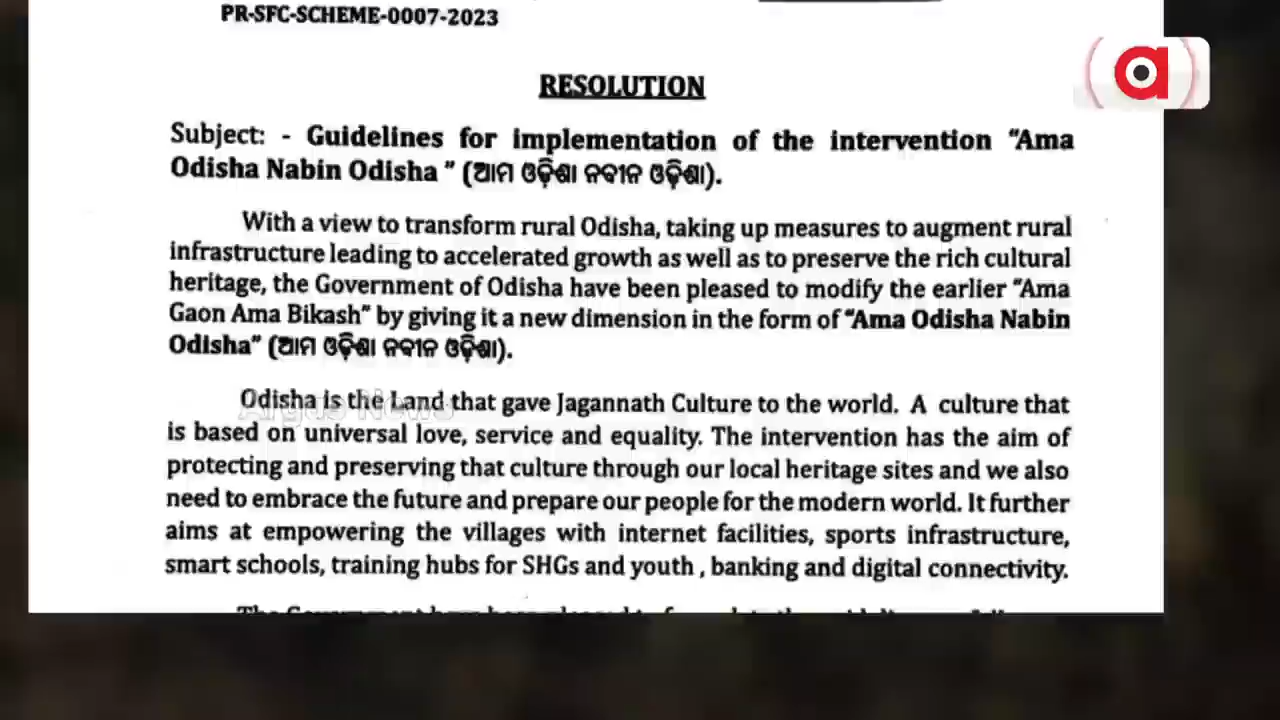 PR-SFC-SCHEME-0007-2023
RESOLUTION
Subject: - Guidelines for implementation of the intervention “Ama
Odisha Nabin Odisha ” (ଆମ ଓଡ଼ିଶା ନବୀନ ଓଡ଼ିଶା).
With a view to transform rural Odisha, taking up measures to augment rural
infrastructure leading to accelerated growth as well as to preserve the rich cultural
heritage, the Government of Odisha have been pleased to modify the earlier “Ama
Gaon Ama Bikash” by giving it a new dimension in the form of “Ama Odisha Nabin
Odisha” (ଆମ ଓଡ଼ିଶା ନବୀନ ଓଡ଼ିଶା).
Odisha is the Land that gave Jagannath Culture to the world. A culture that
is based on universal love, service and equality. The intervention has the aim of
protecting and preserving that culture through our local heritage sites and we also
need to embrace the future and prepare our people for the modern world. It further
aims at empowering the villages with internet facilities, sports infrastructure,
smart schools, training hubs for SHGs and youth , banking and digital connectivity.
Argus News
a